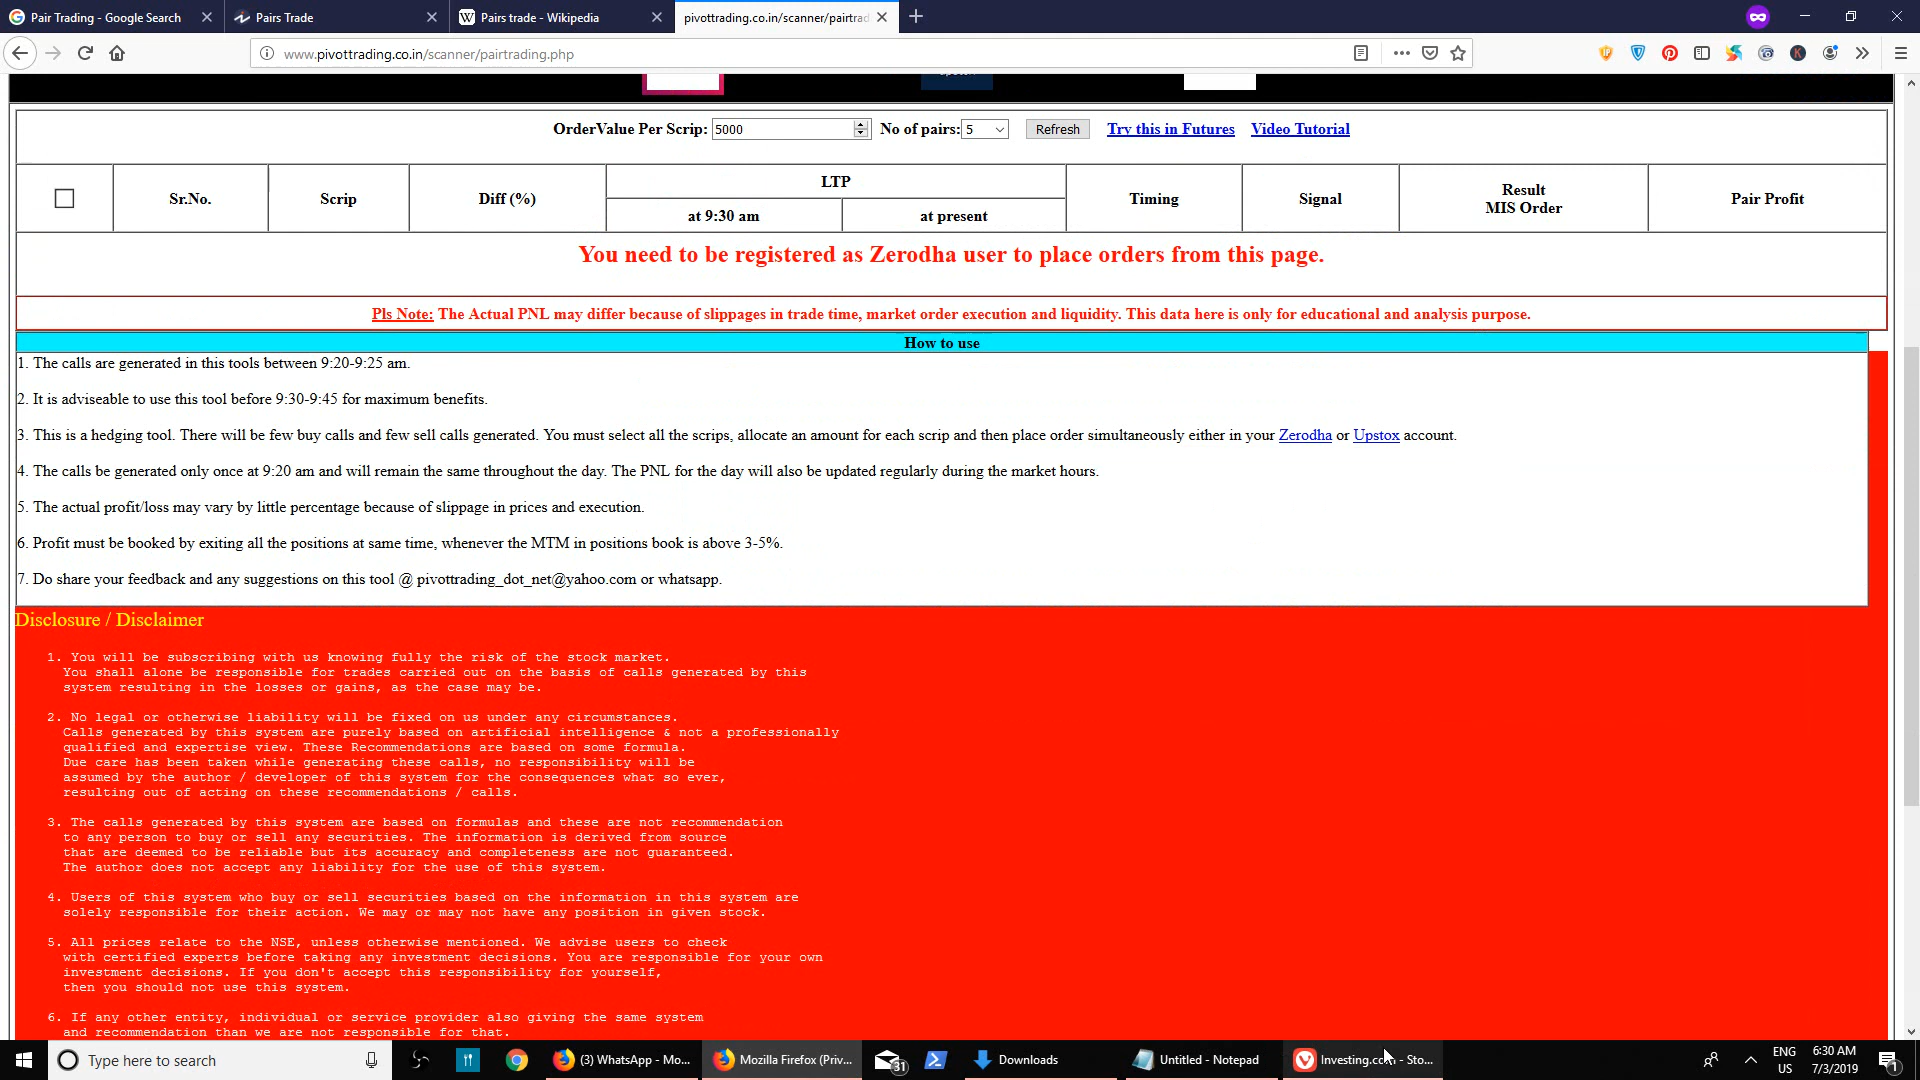 Pair Trading - Google Search
Pairs Trade
Pairs trade - Wikipedia
pivottrading.co.in/scanner/pairtrad
www.pivottrading.co.in/scanner/pairtrading.php
OrderValue Per Scrip: 5000 No of pairs: 5 Refresh Try this in Futures Video Tutorial
Sr.No. Scrip Diff (%) LTP Timing Signal Result MIS Order Pair Profit
at 9:30 am at present
You need to be registered as Zerodha user to place orders from this page.
Pls Note: The Actual PNL may differ because of slippages in trade time, market order execution and liquidity. This data here is only for educational and analysis purpose.
How to use
1. The calls are generated in this tools between 9:20-9:25 am.
2. It is adviseable to use this tool before 9:30-9:45 for maximum benefits.
3. This is a hedging tool. There will be few buy calls and few sell calls generated. You must select all the scrips, allocate an amount for each scrip and then place order simultaneously either in your Zerodha or Upstox account.
4. The calls be generated only once at 9:20 am and will remain the same throughout the day. The PNL for the day will also be updated regularly during the market hours.
5. The actual profit/loss may vary by little percentage because of slippage in prices and execution.
6. Profit must be booked by exiting all the positions at same time, whenever the MTM in positions book is above 3-5%.
7. Do share your feedback and any suggestions on this tool @ pivottrading_dot_net@yahoo.com or whatsapp.
Disclosure / Disclaimer
1. You will be subscribing with us knowing fully the risk of the stock market.
You shall alone be responsible for trades carried out on the basis of calls generated by this
system resulting in the losses or gains, as the case may be.
2. No legal or otherwise liability will be fixed on us under any circumstances.
Calls generated by this system are purely based on artificial intelligence & not a professionally
qualified and expertise view. These Recommendations are based on some formula.
Due care has been taken while generating these calls, no responsibility will be
assumed by the author / developer of this system for the consequences what so ever,
resulting out of acting on these recommendations / calls.
3. The calls generated by this system are based on formulas and these are not recommendation
to any person to buy or sell any securities. The information is derived from source
that are deemed to be reliable but its accuracy and completeness are not guaranteed.
The author does not accept any liability for the use of this system.
4. Users of this system who buy or sell securities based on the information in this system are
solely responsible for their action. We may or may not have any position in given stock.
5. All prices relate to the NSE, unless otherwise mentioned. We advise users to check
with certified experts before taking any investment decisions. You are responsible for your own
investment decisions. If you don't accept this responsibility for yourself,
then you should not use this system.
6. If any other entity, individual or service provider also giving the same system
and recommendation than we are not responsible for that.
Type here to search
(3) WhatsApp - Mo...
Mozilla Firefox (Priv...
31
Downloads
Untitled - Notepad
Investing.co - Sto...
ENG
US
6:30 AM
7/3/2019
1